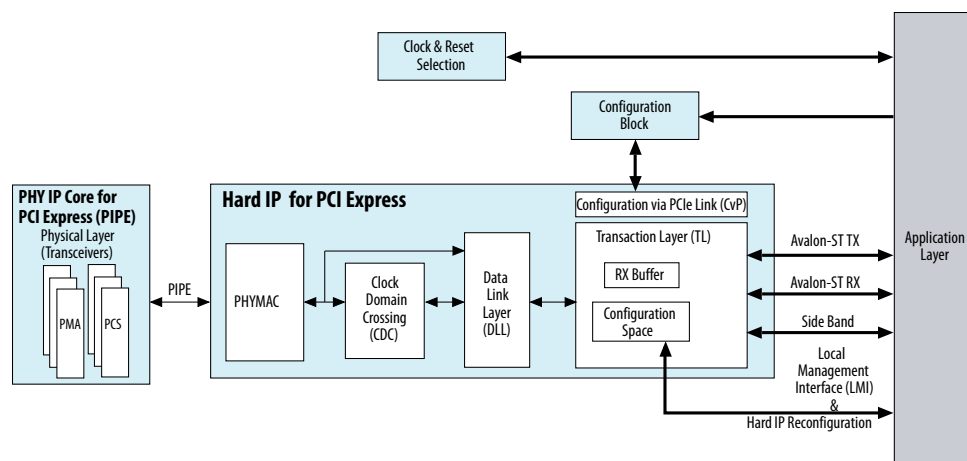 Clock & Reset
Selection
Configuration
Block
PHY IP Core for
PCI Express (PIPE)
Physical Layer
(Transceivers)
PMA
PCS
PIPE
Hard IP for PCI Express
PHYMAC
Clock
Domain
Crossing
(CDC)
Data
Link
Layer
(DLL)
Configuration via PCIe Link (CvP)
Transaction Layer (TL)
RX Buffer
Configuration
Space
Avalon-ST TX
Avalon-ST RX
Side Band
Local
Management
Interface (LMI)
&
Hard IP Reconfiguration
Application
Layer